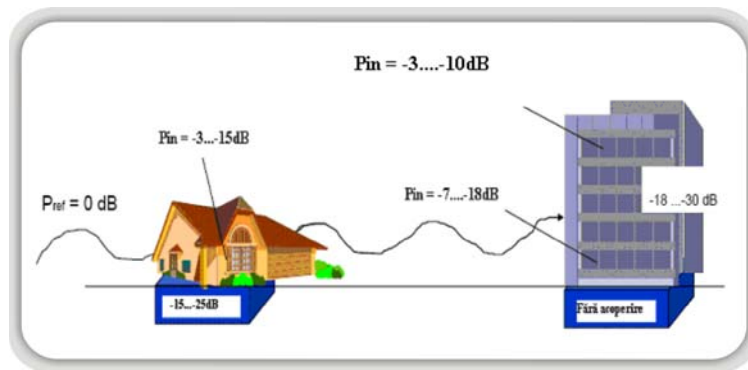 Pin = -3....-10dB
Pin = -3...-15dB
Pref = 0 dB
Pin = -7....-18dB
-18 ...-30 dB
-15...-25dB
Fără acoperire